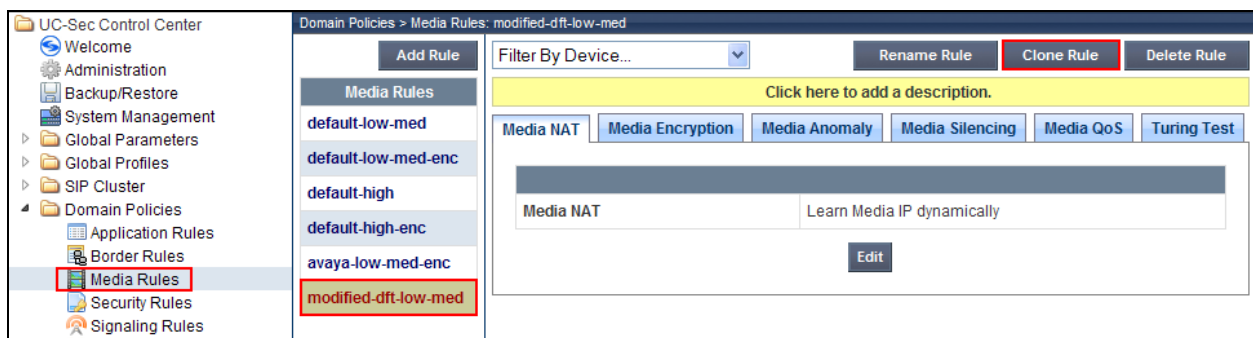 UC-Sec Control Center
Welcome
Administration
Backup/Restore
System Management
Global Parameters
Global Profiles
SIP Cluster
Domain Policies
Application Rules
Border Rules
Media Rules
Security Rules
Signaling Rules
Domain Policies > Media Rules: modified-dft-low-med
Add Rule
Media Rules
default-low-med
default-low-med-enc
default-high
default-high-enc
avaya-low-med-enc
modified-dft-low-med
Filter By Device...
Rename Rule
Clone Rule
Delete Rule
Click here to add a description.
Media NAT
Media Encryption
Media Anomaly
Media Silencing
Media QoS
Turing Test
Media NAT
Learn Media IP dynamically
Edit